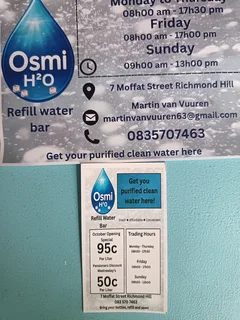 Monday to Thursday
08h00 am - 17h30 pm
Friday
08h00 am - 17h00 pm
Sunday
09h00 am - 13h00 pm
Osmi
H²O
Refill water
bar
7 Moffat Street Richmond Hill
Martin van Vuuren
martinvanvuuren63@gmail.com
0835707463
Get your purified clean water here!
Osmi
H²O
Refill Water
Bar
Get you
purified clean
water here!
October Opening
Special
95c
Per Liter
Pensioners Discount
Wednesday's
50c
Per Liter
Trading Hours
Monday - Thursday
Friday
Sunday
7 Moffat Street Richmond Hill
083 570 7463